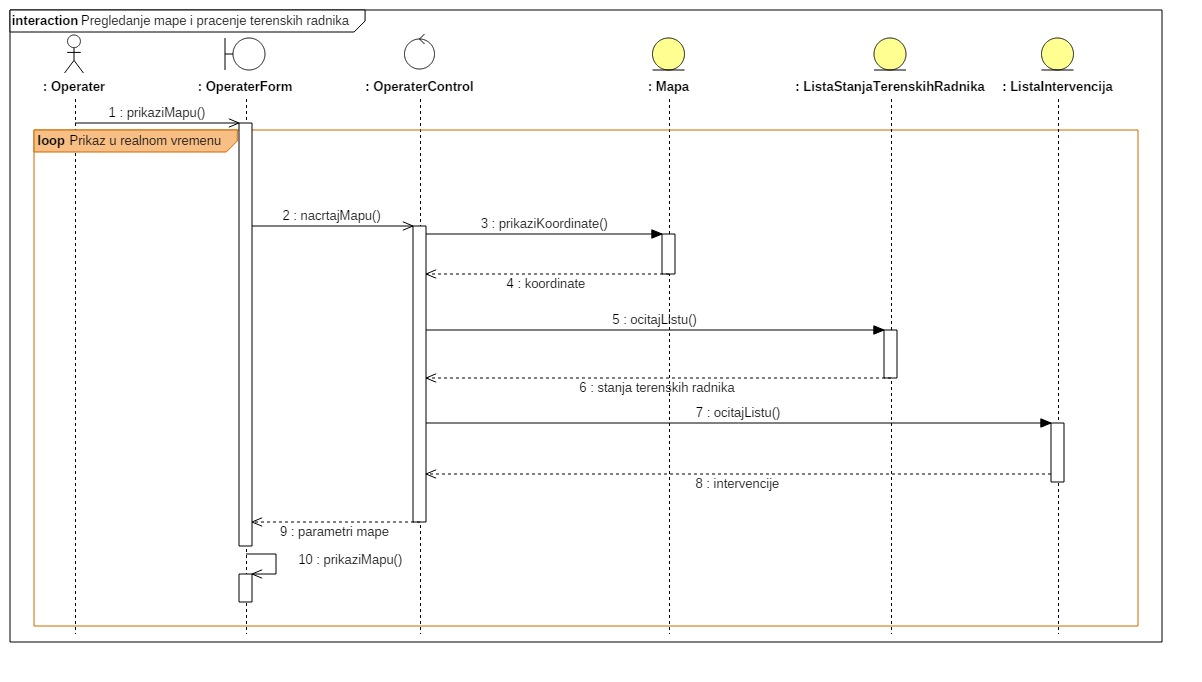 interaction Pregledanje mape i pracenje terenskih radnika
: Operater
: OperaterForm
: OperaterControl
: Mapa
: ListaStanjaTerenskihRadnika
: ListaIntervencija
1 : prikaziMapu()
loop Prikaz u realnom vremenu
2 : nacrtajMapu()
3 : prikaziKoordinate()
4 : koordinate
5 : ocitajListu()
6 : stanja terenskih radnika
7 : ocitajListu()
8 : intervencije
9 : parametri mape
10 : prikaziMapu()